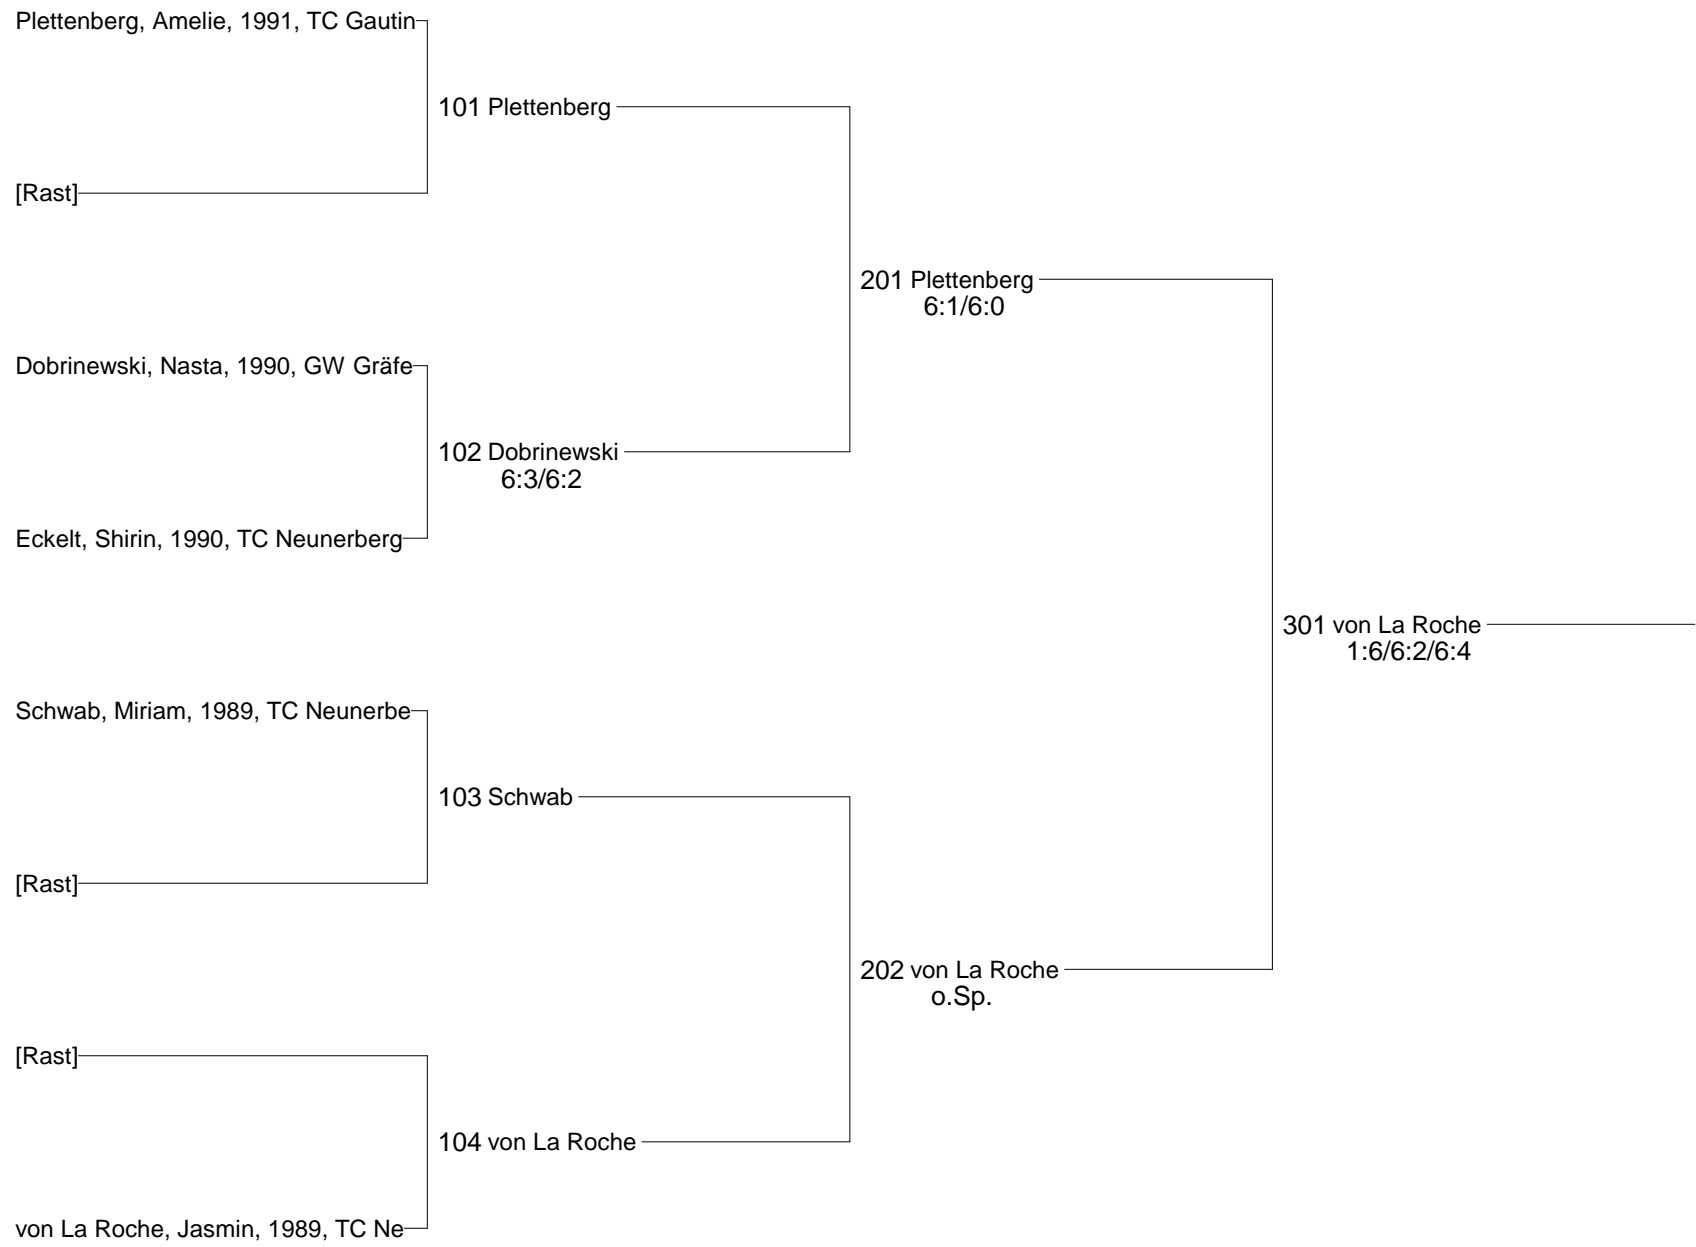 Plettenberg, Amelie, 1991, TC Gautin
101 Plettenberg
[Rast]
201 Plettenberg
6:1/6:0
Dobrinewski, Nasta, 1990, GW Gräfe
102 Dobrinewski
6:3/6:2
Eckelt, Shirin, 1990, TC Neunerberg
301 von La Roche
1:6/6:2/6:4
Schwab, Miriam, 1989, TC Neunerbe
103 Schwab
[Rast]
202 von La Roche
o.Sp.
[Rast]
104 von La Roche
von La Roche, Jasmin, 1989, TC Ne